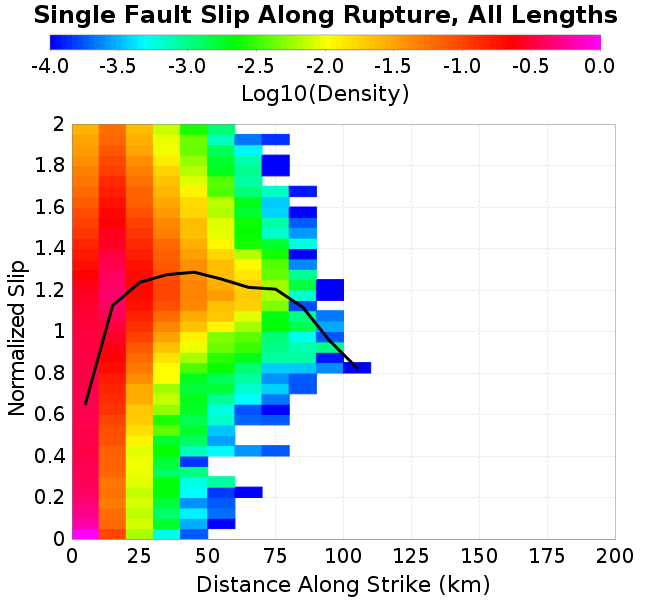 Single Fault Slip Along Rupture, All Lengths
-4.0 -3.5 -3.0 -2.5 -2.0 -1.5 -1.0 -0.5 0.0
Log10(Density)
2
1.8
1.6
1.4
1.2
1
0.8
0.6
0.4
0.2
0
Normalized Slip
0 25 50 75 100 125 150 175 200
Distance Along Strike (km)